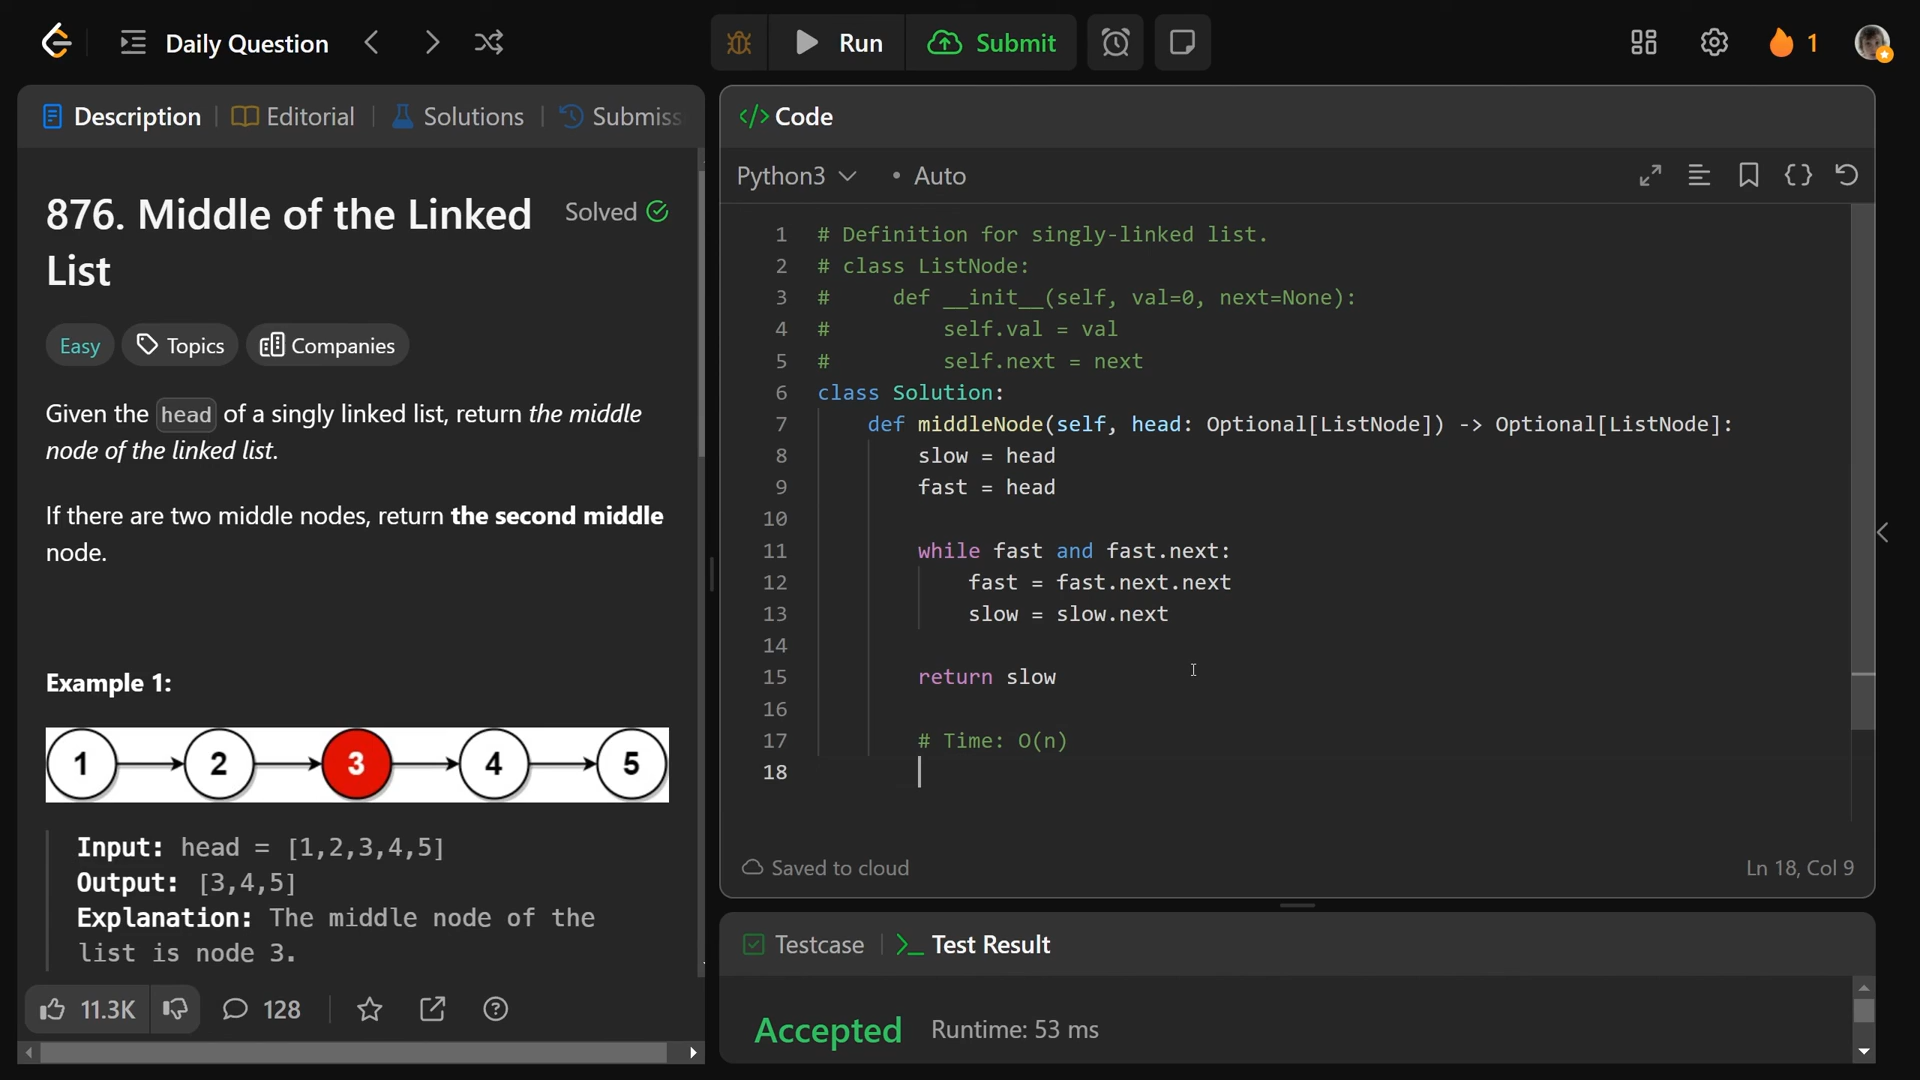 Daily Question
Run
Submit
1
Description
Editorial
Solutions
Submiss
876. Middle of the Linked
List
Solved
Easy
Topics
Companies
Given the head of a singly linked list, return the middle
node of the linked list.
If there are two middle nodes, return the second middle
node.
Example 1:
1 2 3 4 5
Input: head = [1,2,3,4,5]
Output: [3,4,5]
Explanation: The middle node of the
list is node 3.
11.3K
128
</> Code
Python3
• Auto
1 # Definition for singly-linked list.
2 # class ListNode:
3 #     def __init__(self, val=0, next=None):
4 #         self.val = val
5 #         self.next = next
6 class Solution:
7     def middleNode(self, head: Optional[ListNode]) -> Optional[ListNode]:
8         slow = head
9         fast = head
10
11         while fast and fast.next:
12             fast = fast.next.next
13             slow = slow.next
14
15         return slow
16
17         # Time: O(n)
18
Saved to cloud
Ln 18, Col 9
Testcase
Test Result
Accepted
Runtime: 53 ms